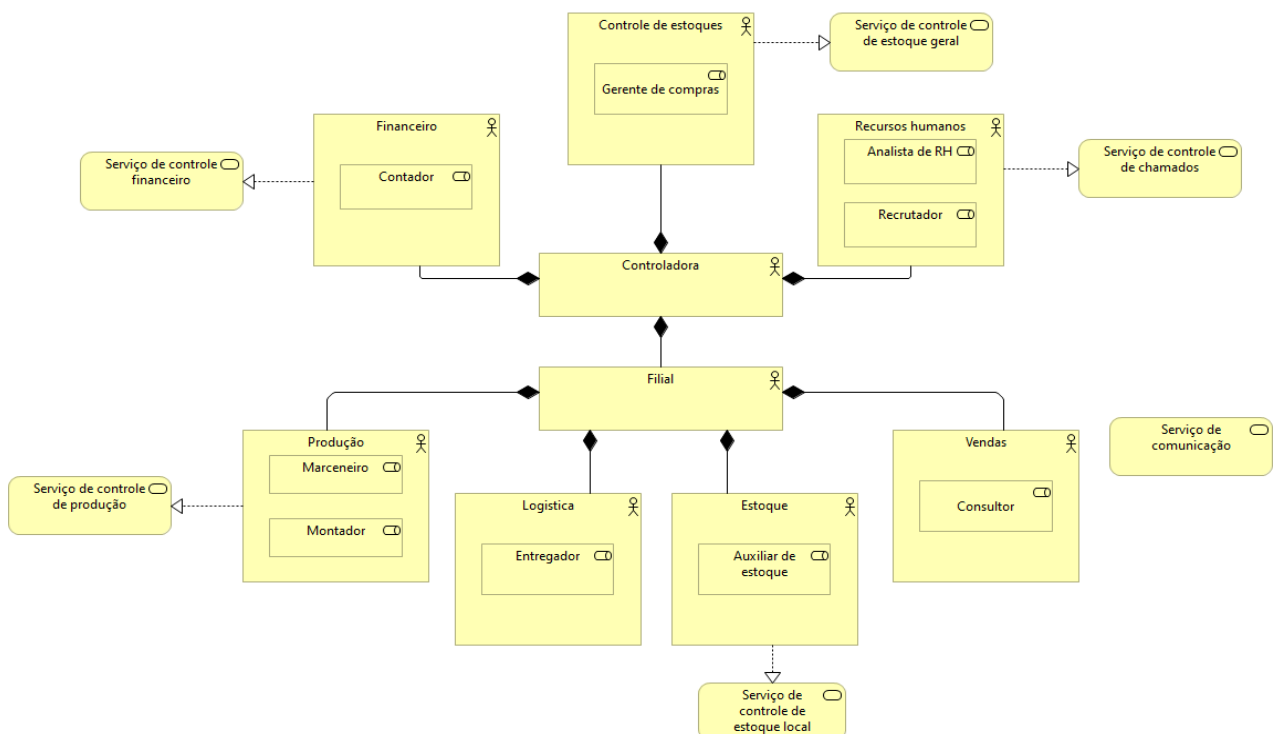 Controle de estoques
Gerente de compras
Serviço de controle
de estoque geral
Financeiro
Contador
Serviço de controle
financeiro
Recursos humanos
Analista de RH
Recrutador
Serviço de controle
de chamados
Controladora
Filial
Produção
Marceneiro
Montador
Serviço de controle
de produção
Logistica
Entregador
Estoque
Auxiliar de
estoque
Serviço de
controle de
estoque local
Vendas
Consultor
Serviço de
comunicação